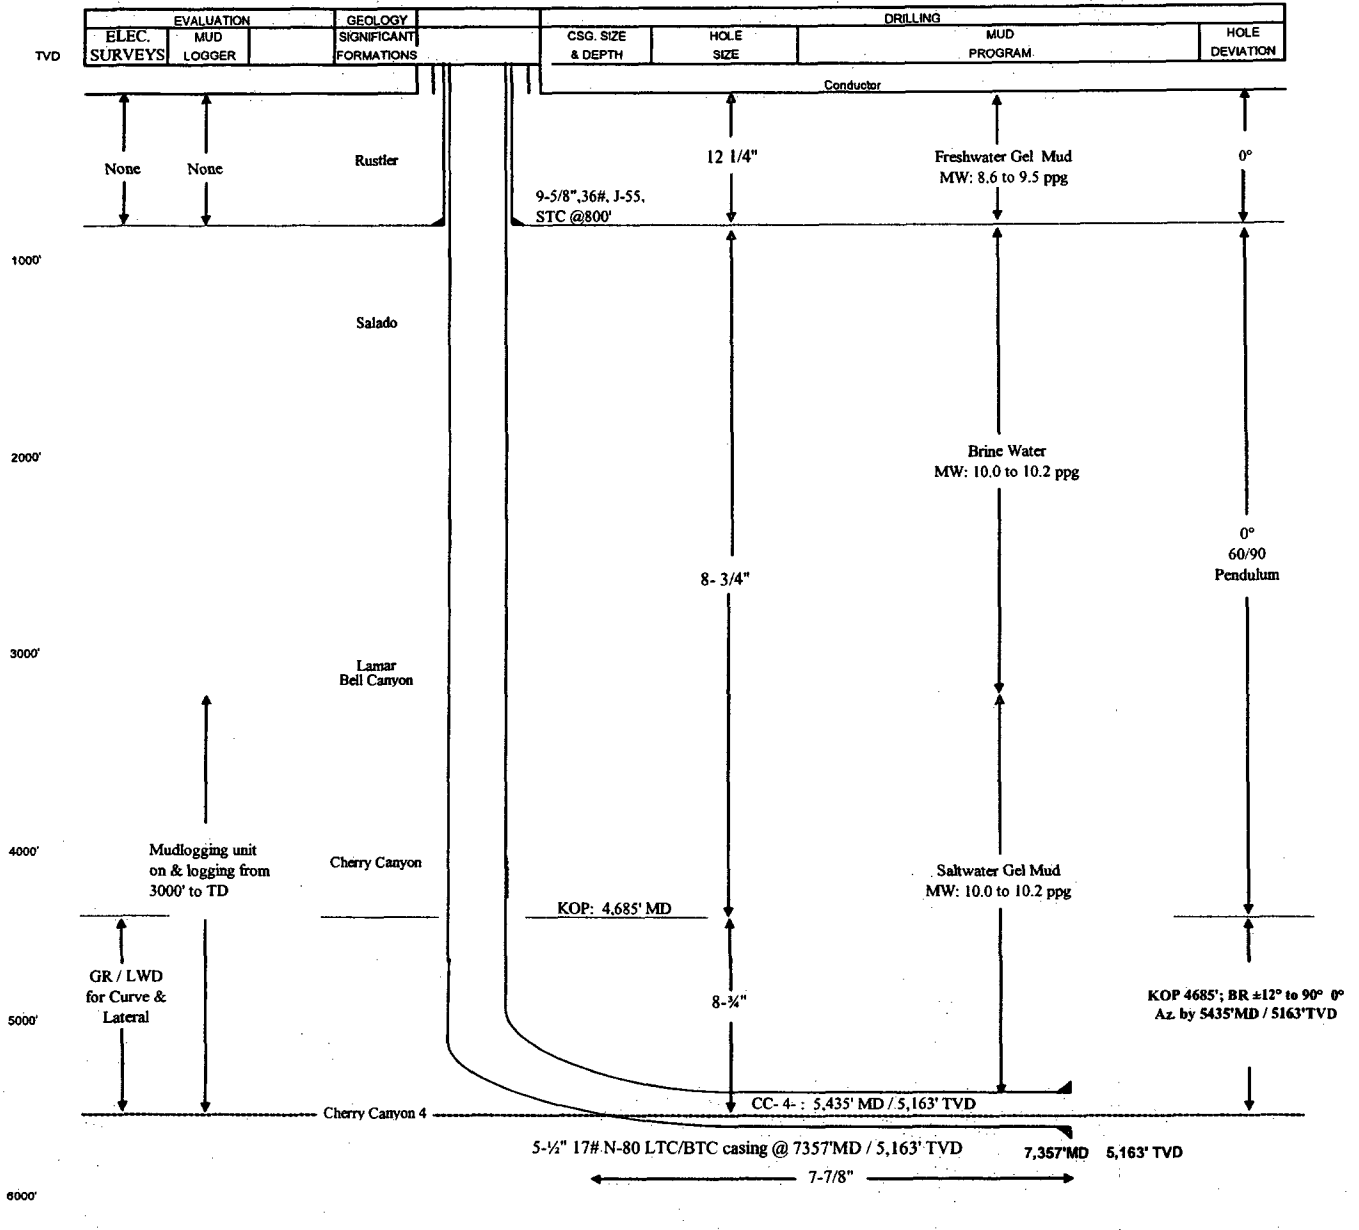 EVALUATION GEOLOGY DRILLING
TVD ELEC. SURVEYS MUD LOGGER SIGNIFICANT FORMATIONS CSG. SIZE & DEPTH HOLE SIZE MUD PROGRAM HOLE DEVIATION
Conductor
None None Rustler
12 1/4"
Freshwater Gel Mud
MW: 8.6 to 9.5 ppg
0°
9-5/8",36#, J-55,
STC @800'
1000'
Salado
2000'
Brine Water
MW: 10.0 to 10.2 ppg
0°
60/90
Pendulum
8- 3/4"
3000'
Lamar
Bell Canyon
4000'
Mudlogging unit
on & logging from
3000' to TD
Cherry Canyon
Saltwater Gel Mud
MW: 10.0 to 10.2 ppg
KOP: 4,685' MD
GR / LWD
for Curve &
Lateral
8-¾"
KOP 4685'; BR ±12° to 90° 0°
Az. by 5435'MD / 5163'TVD
5000'
CC- 4- : 5,435' MD / 5,163' TVD
Cherry Canyon 4
5-½" 17# N-80 LTC/BTC casing @ 7357'MD / 5,163' TVD
7,357'MD 5,163' TVD
7-7/8"
6000'